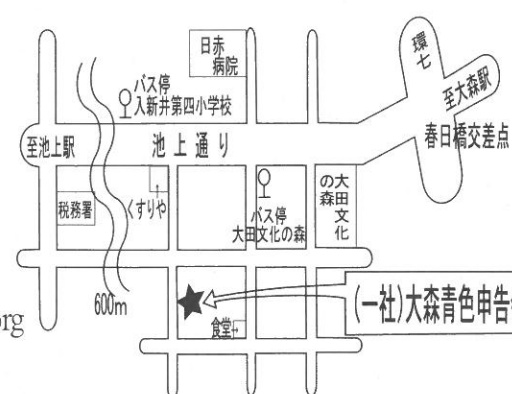 日赤
病院
環七
バス停
入新井第四小学校
至大森駅
至池上駅
池上通り
春日橋交差点
税務署
くすりや
バス停
大田文化の森
大田文化
の森
600m
(一社)大森青色申告
食堂
org